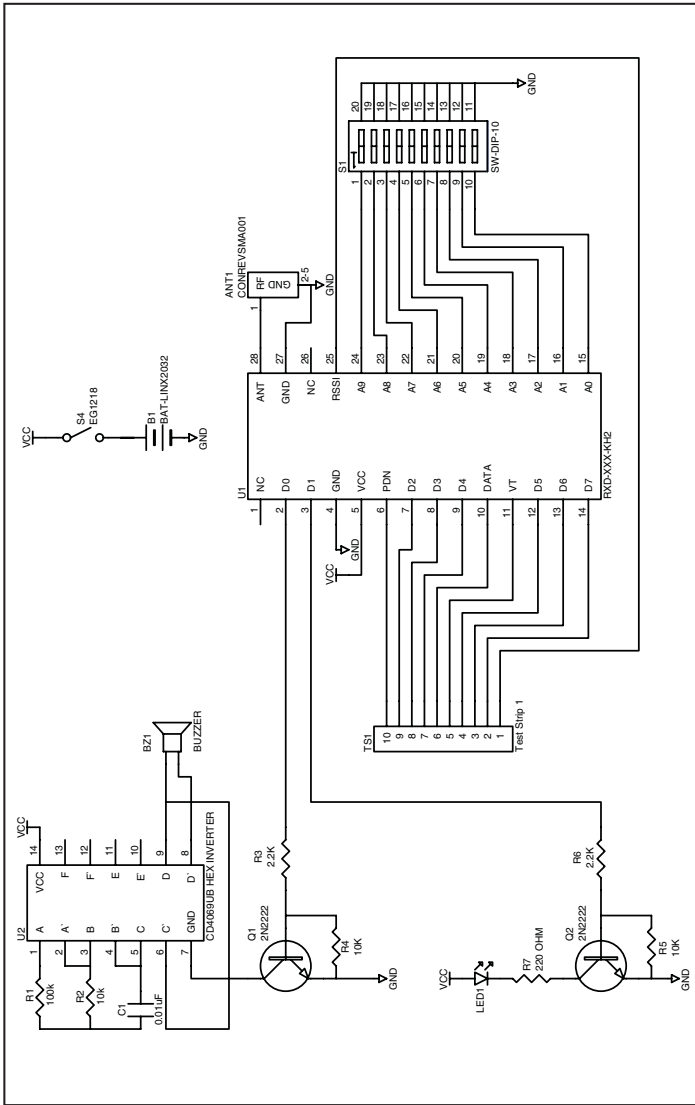 VCC
S4
EG1218
B1
BAT-LINX2032
GND
U2
CD4069UB HEX INVERTER
1 A
2 A'
3 B
4 B'
5 C
6 C'
7 GND
VCC 14
F 13
F' 12
E 11
E' 10
D 9
D' 8
VCC
R1
100k
R2
10k
C1
0.01uF
BZ1
BUZZER
Q1
2N2222
R3
2.2K
R4
10K
GND
VCC
LED1
R7
220 OHM
Q2
2N2222
R6
2.2K
R5
10K
GND
TS1
Test Strip 1
10
9
8
7
6
5
4
3
2
1
VCC
GND
U1
RXD-XXX-KH2
1 NC
2 D0
3 D1
4 GND
5 VCC
6 PDN
7 D2
8 D3
9 D4
10 DATA
11 VT
12 D5
13 D6
14 D7
ANT 28
GND 27
NC 26
RSSI 25
A9 24
A8 23
A7 22
A6 21
A5 20
A4 19
A3 18
A2 17
A1 16
A0 15
ANT1
CONREVSMA001
1 RF
GND 2-5
GND
S1
SW-DIP-10
1 20
2 19
3 18
4 17
5 16
6 15
7 14
8 13
9 12
10 11
GND